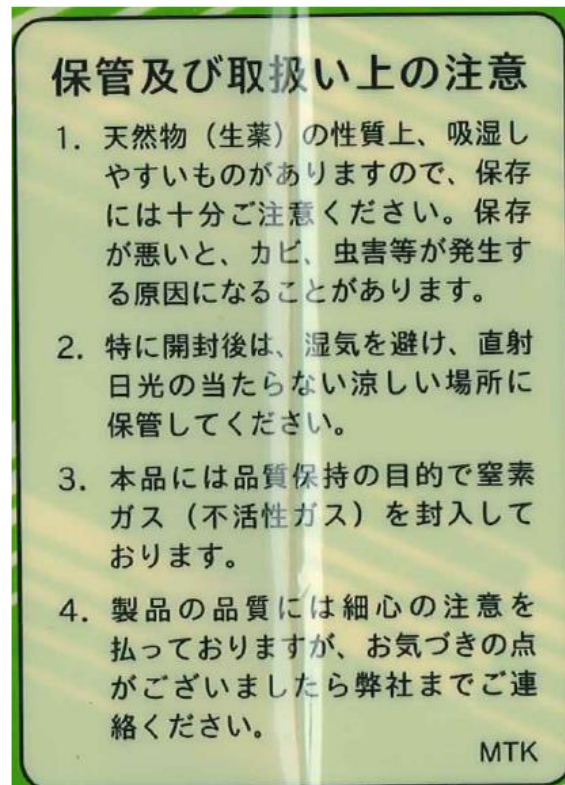 保管及び取扱い上の注意
1. 天然物（生薬）の性質上、吸湿し
やすいものがありますので、保存
には十分ご注意ください。保存
が悪いと、カビ、虫害等が発生す
る原因になることがあります。
2. 特に開封後は、湿気を避け、直射
日光の当たらない涼しい場所に
保管してください。
3. 本品には品質保持の目的で窒素
ガス（不活性ガス）を封入して
おります。
4. 製品の品質には細心の注意を
払っておりますが、お気づきの点
がございましたら弊社までご連
絡ください。
MTK